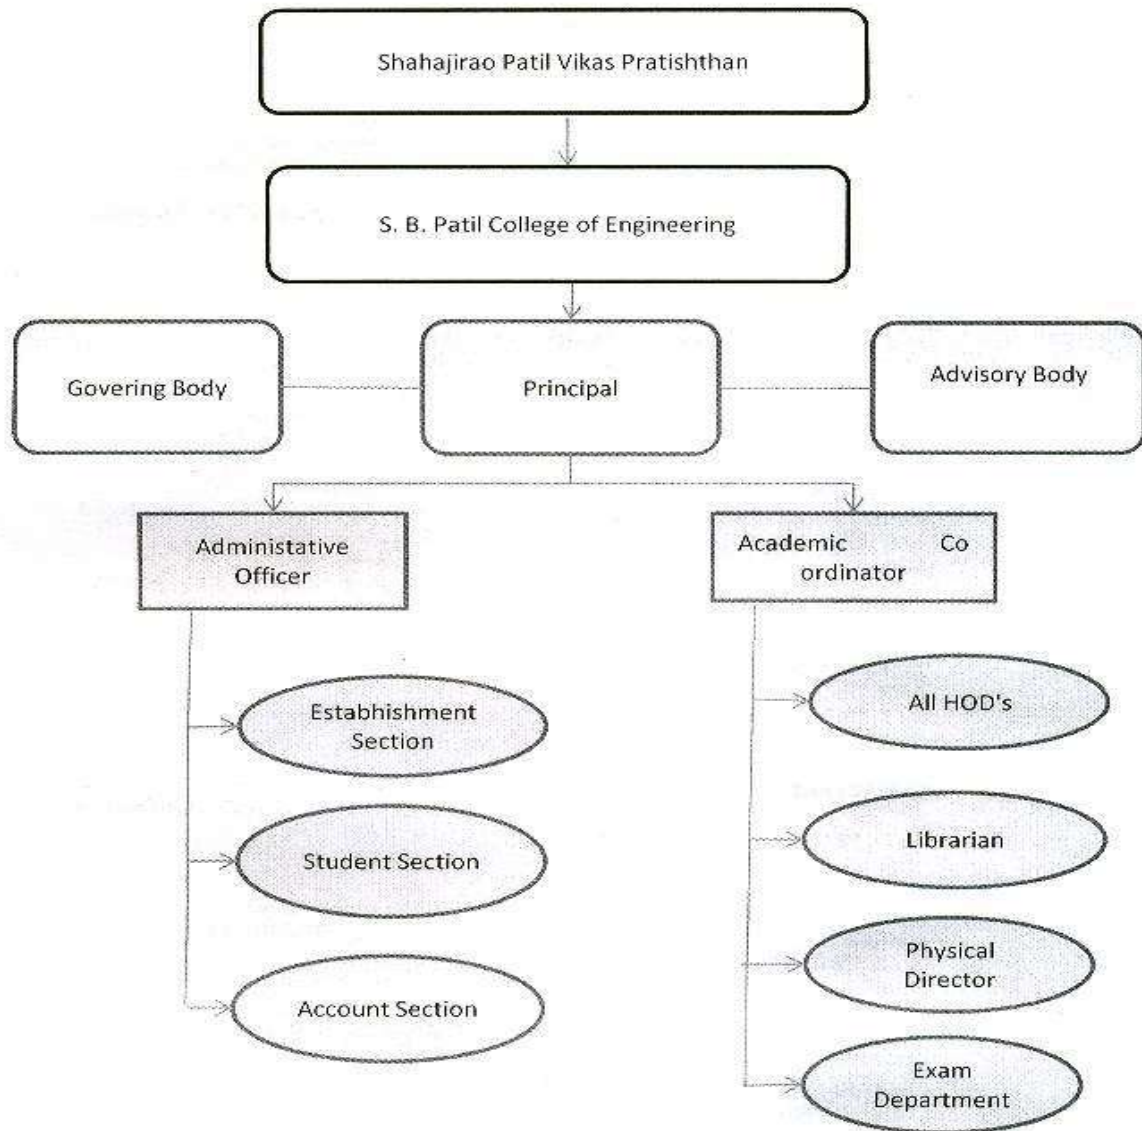 Shahajirao Patil Vikas Pratishthan
S. B. Patil College of Engineering
Govering Body
Principal
Advisory Body
Administative
Officer
Academic Co
ordinator
Estabhishment
Section
All HOD's
Student Section
Librarian
Account Section
Physical
Director
Exam
Department